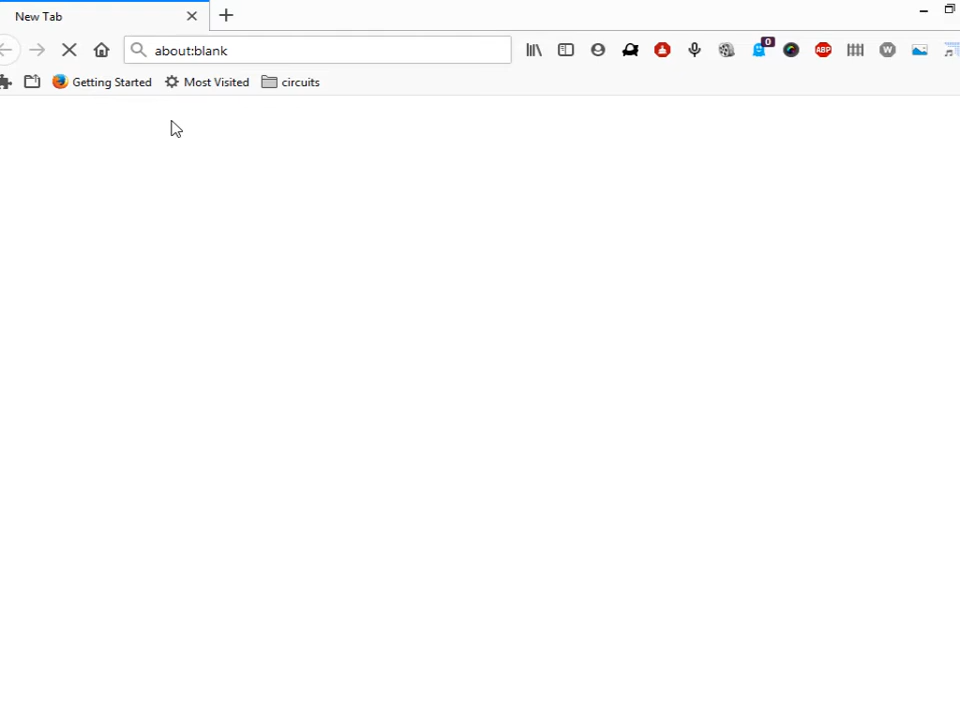 New Tab
about:blank
0
ABP
W
Getting Started
Most Visited
circuits